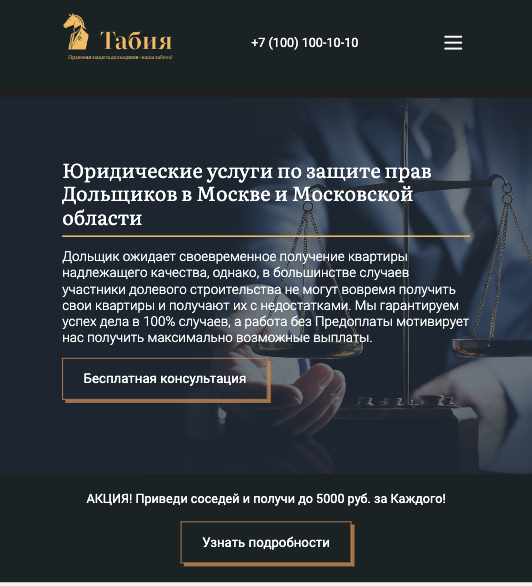 Табия
Правовая защита дольщиков - наша забота!
+7 (100) 100-10-10
Юридические услуги по защите прав
Дольщиков в Москве и Московской
области
Дольщик ожидает своевременное получение квартиры
надлежащего качества, однако, в большинстве случаев
участники долевого строительства не могут вовремя получить
свои квартиры и получают их с недостатками. Мы гарантируем
успех дела в 100% случаев, а работа без Предоплаты мотивирует
нас получить максимально возможные выплаты.
Бесплатная консультация
АКЦИЯ! Приведи соседей и получи до 5000 руб. за Каждого!
Узнать подробности